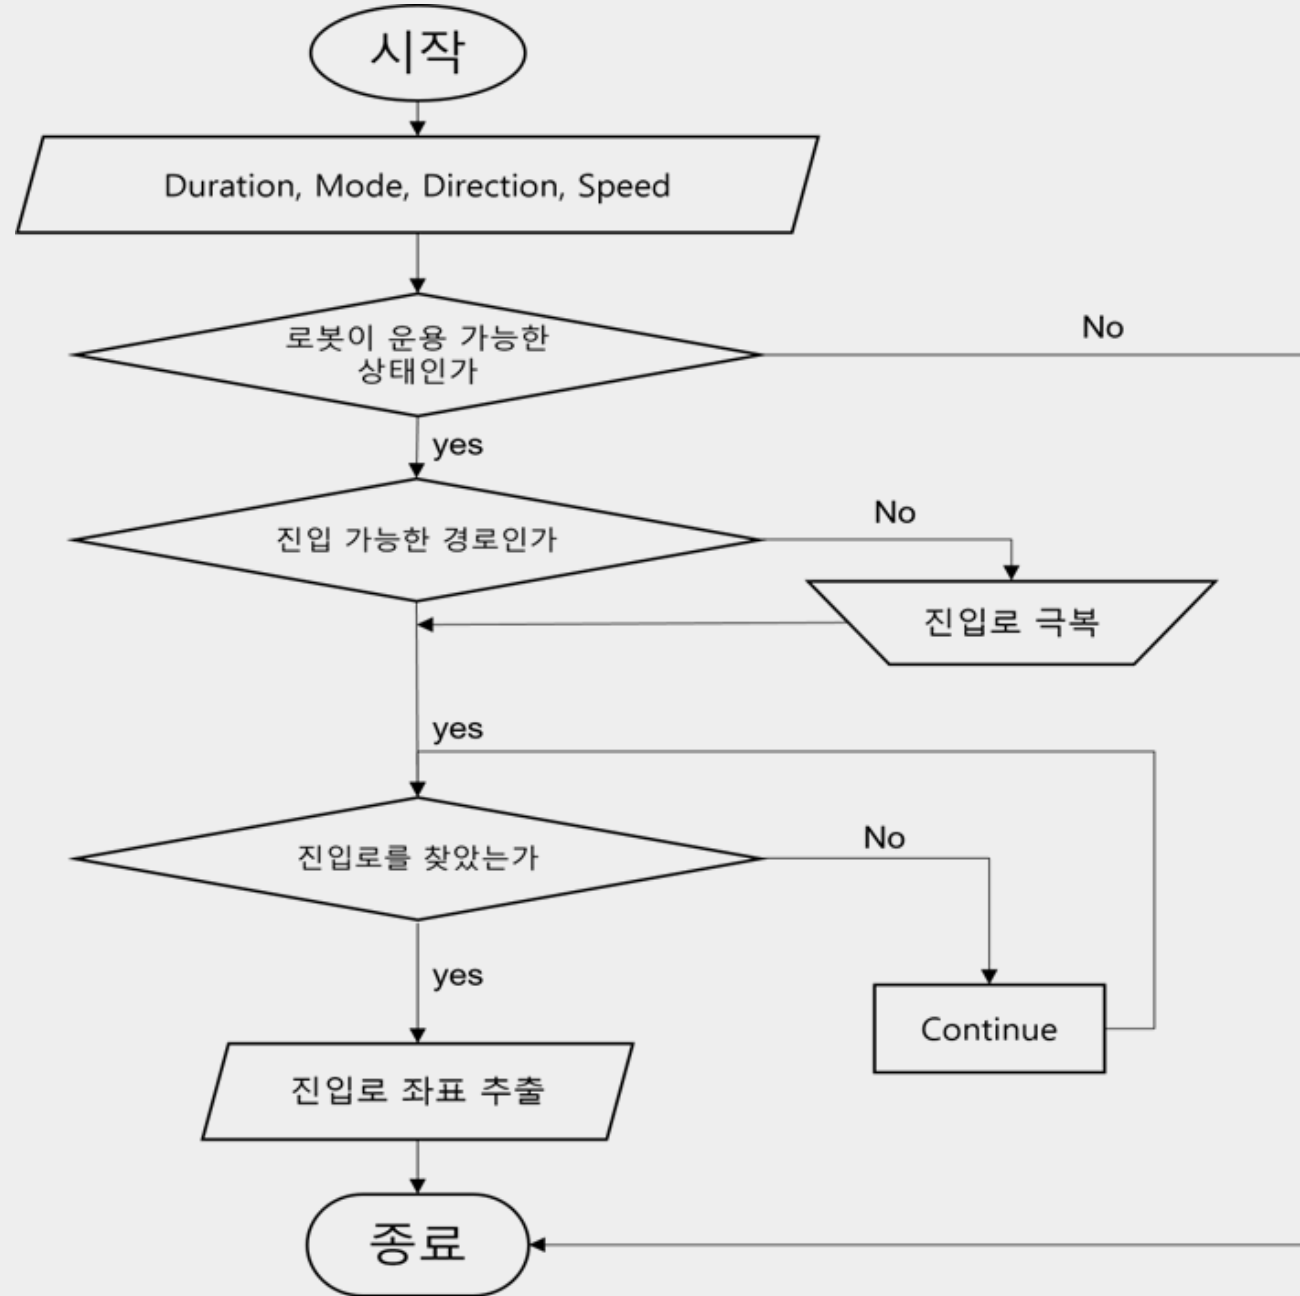 시작
Duration, Mode, Direction, Speed
로봇이 운용 가능한
상태인가
No
yes
진입 가능한 경로인가
No
진입로 극복
yes
진입로를 찾았는가
No
yes
Continue
진입로 좌표 추출
종료